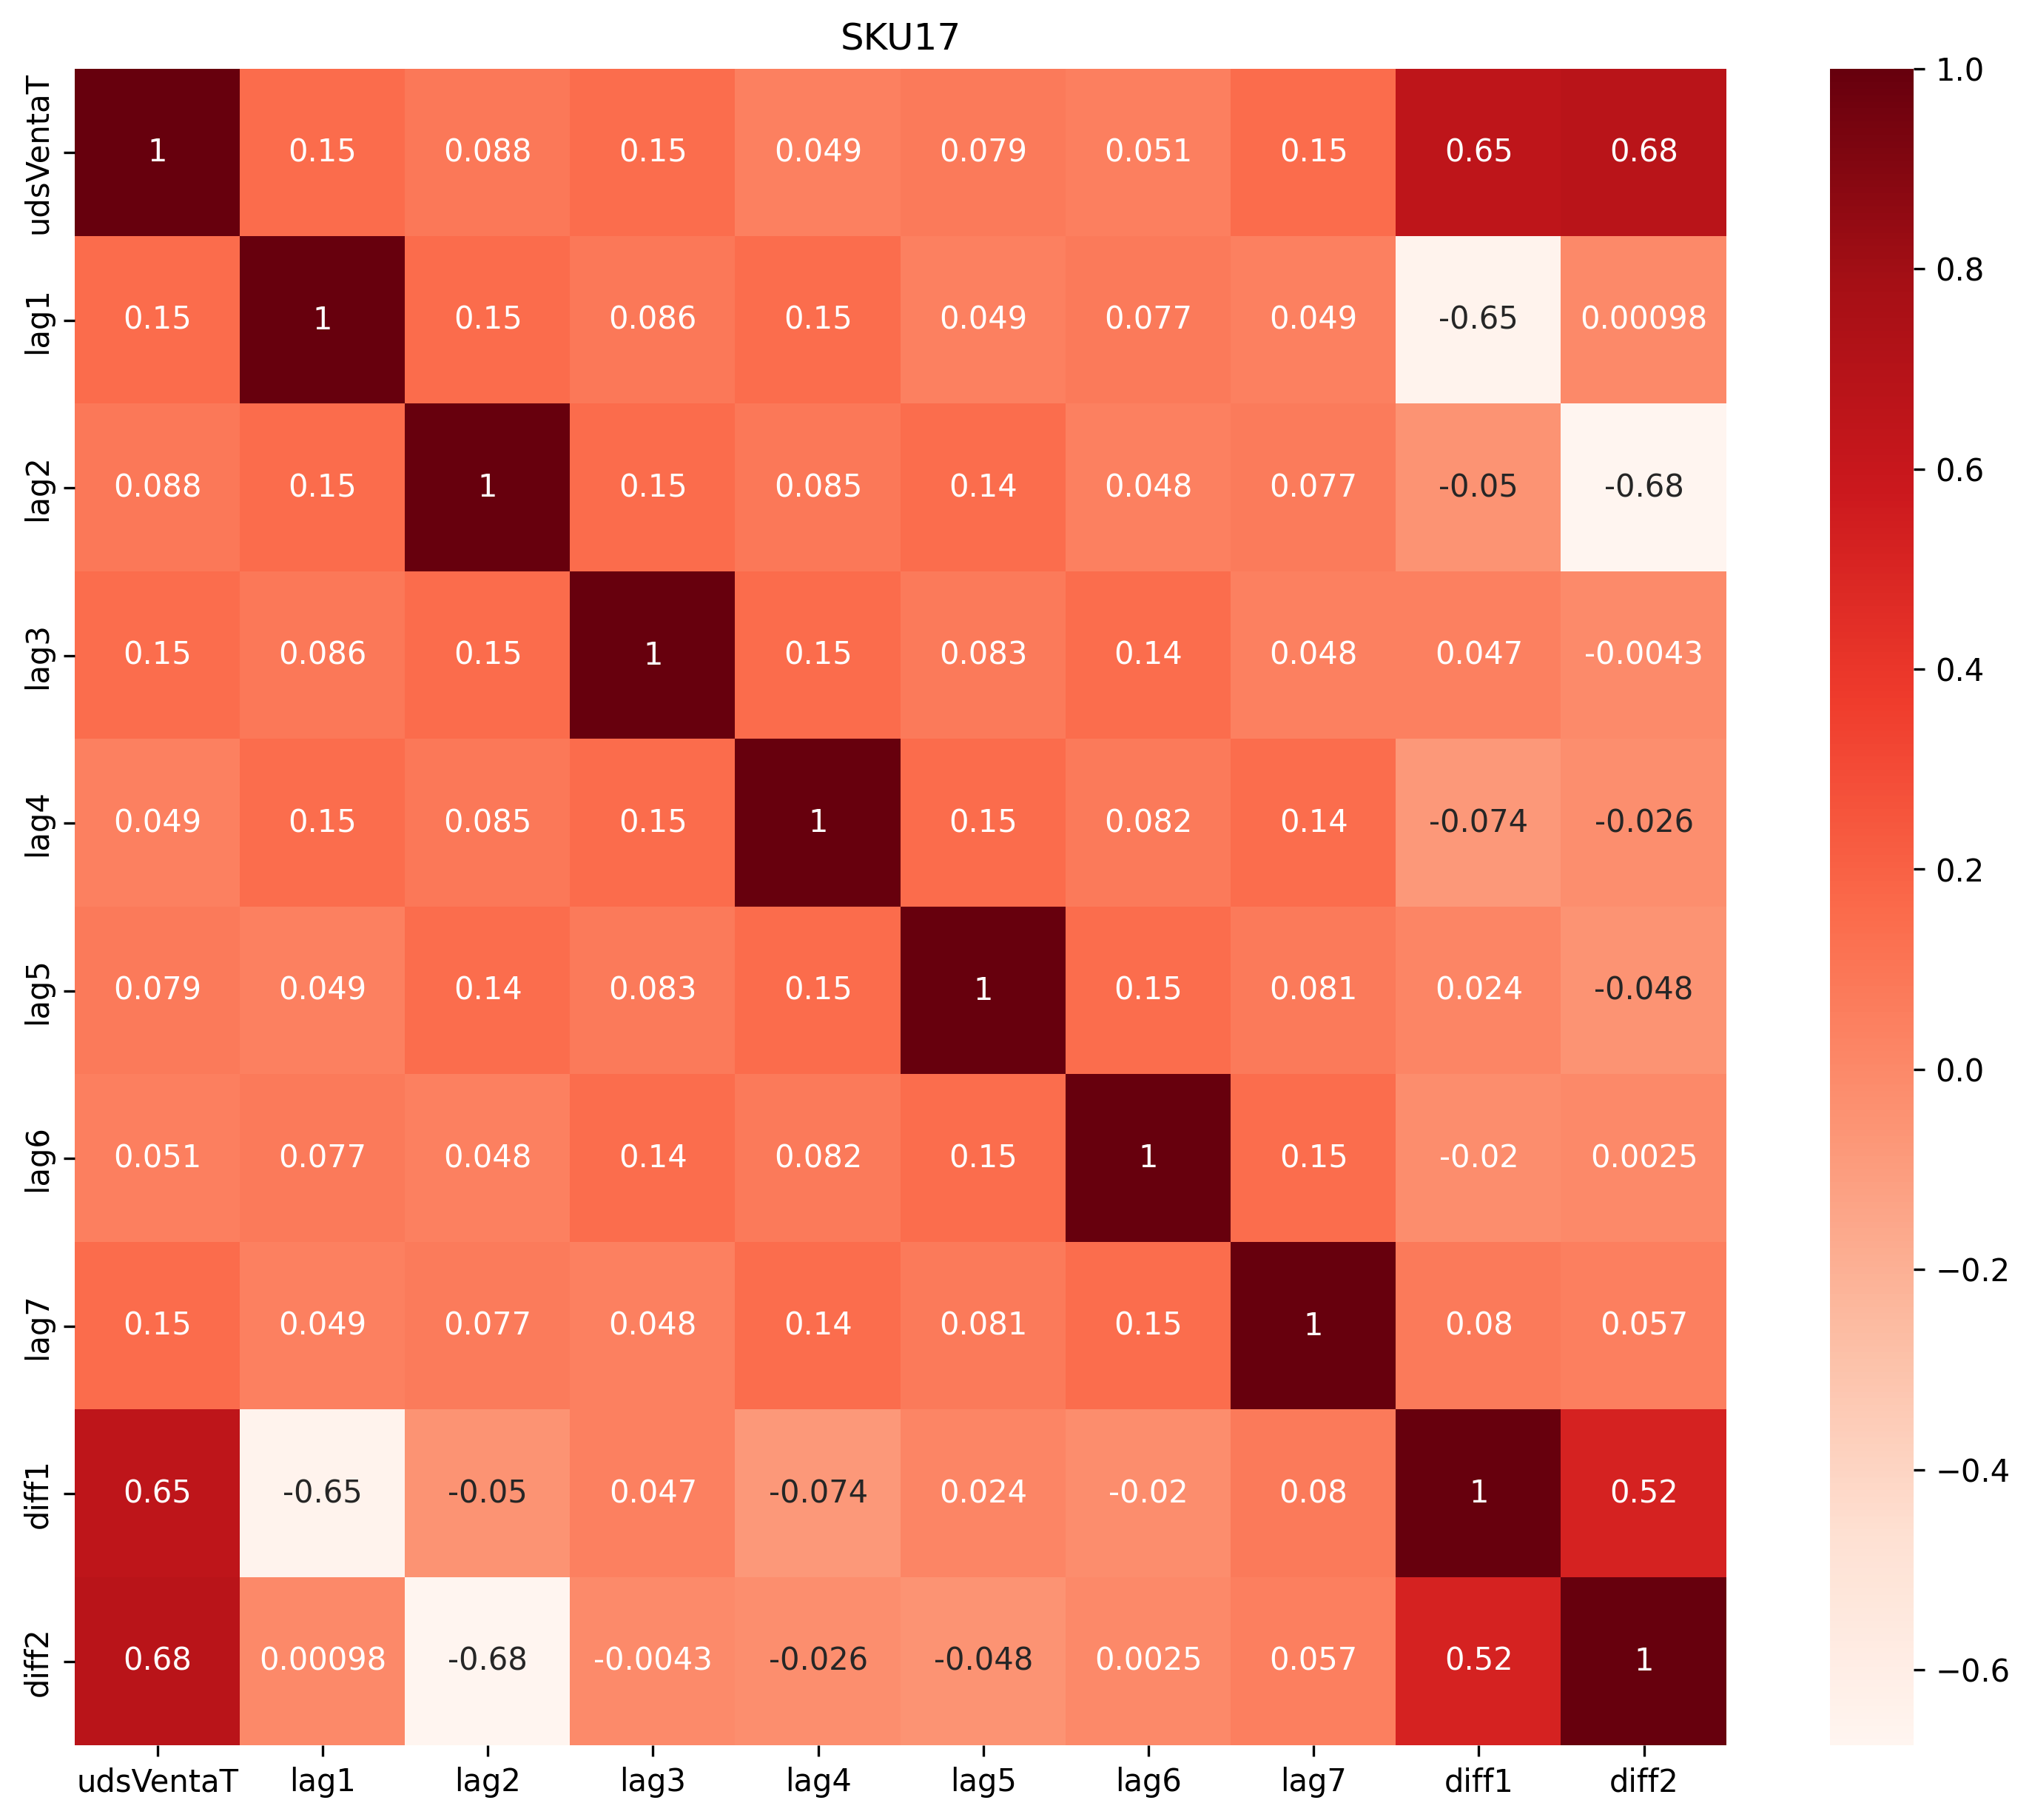 SKU17
udsVentaT 1 0.15 0.088 0.15 0.049 0.079 0.051 0.15 0.65 0.68
lag1 0.15 1 0.15 0.086 0.15 0.049 0.077 0.049 -0.65 0.00098
lag2 0.088 0.15 1 0.15 0.085 0.14 0.048 0.077 -0.05 -0.68
lag3 0.15 0.086 0.15 1 0.15 0.083 0.14 0.048 0.047 -0.0043
lag4 0.049 0.15 0.085 0.15 1 0.15 0.082 0.14 -0.074 -0.026
lag5 0.079 0.049 0.14 0.083 0.15 1 0.15 0.081 0.024 -0.048
lag6 0.051 0.077 0.048 0.14 0.082 0.15 1 0.15 -0.02 0.0025
lag7 0.15 0.049 0.077 0.048 0.14 0.081 0.15 1 0.08 0.057
diff1 0.65 -0.65 -0.05 0.047 -0.074 0.024 -0.02 0.08 1 0.52
diff2 0.68 0.00098 -0.68 -0.0043 -0.026 -0.048 0.0025 0.057 0.52 1
udsVentaT lag1 lag2 lag3 lag4 lag5 lag6 lag7 diff1 diff2
1.0
0.8
0.6
0.4
0.2
0.0
−0.2
−0.4
−0.6